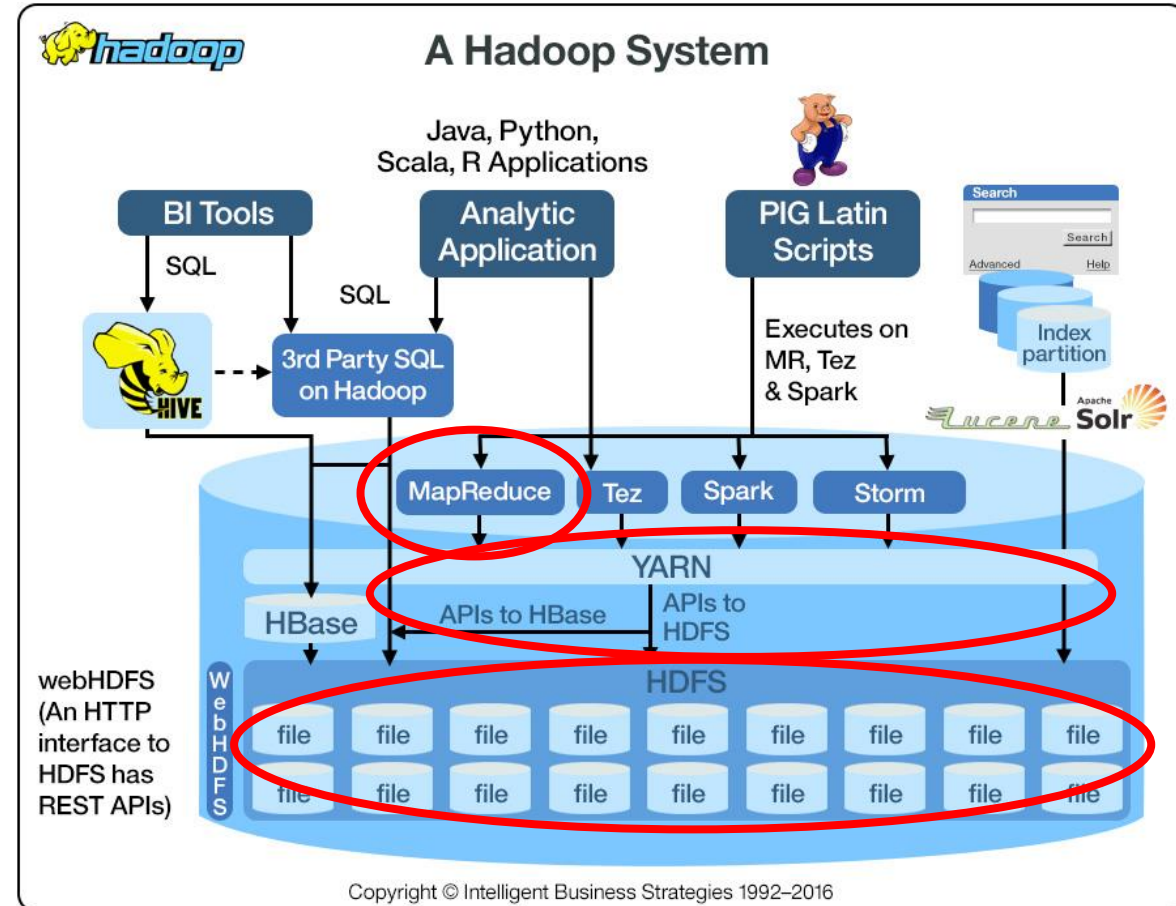 hadoop
A Hadoop System
Java, Python,
Scala, R Applications
BI Tools
Analytic
Application
PIG Latin
Scripts
Search
Search
Advanced
Help
SQL
SQL
HIVE
3rd Party SQL
on Hadoop
Executes on
MR, Tez
& Spark
Index
partition
Lucene
Apache
Solr
MapReduce
Tez
Spark
Storm
YARN
HBase
APIs to HBase
APIs to
HDFS
webHDFS
(An HTTP
interface to
HDFS has
REST APIs)
WebHDFS
HDFS
file file file file file file file file file
file file file file file file file file file
Copyright © Intelligent Business Strategies 1992–2016